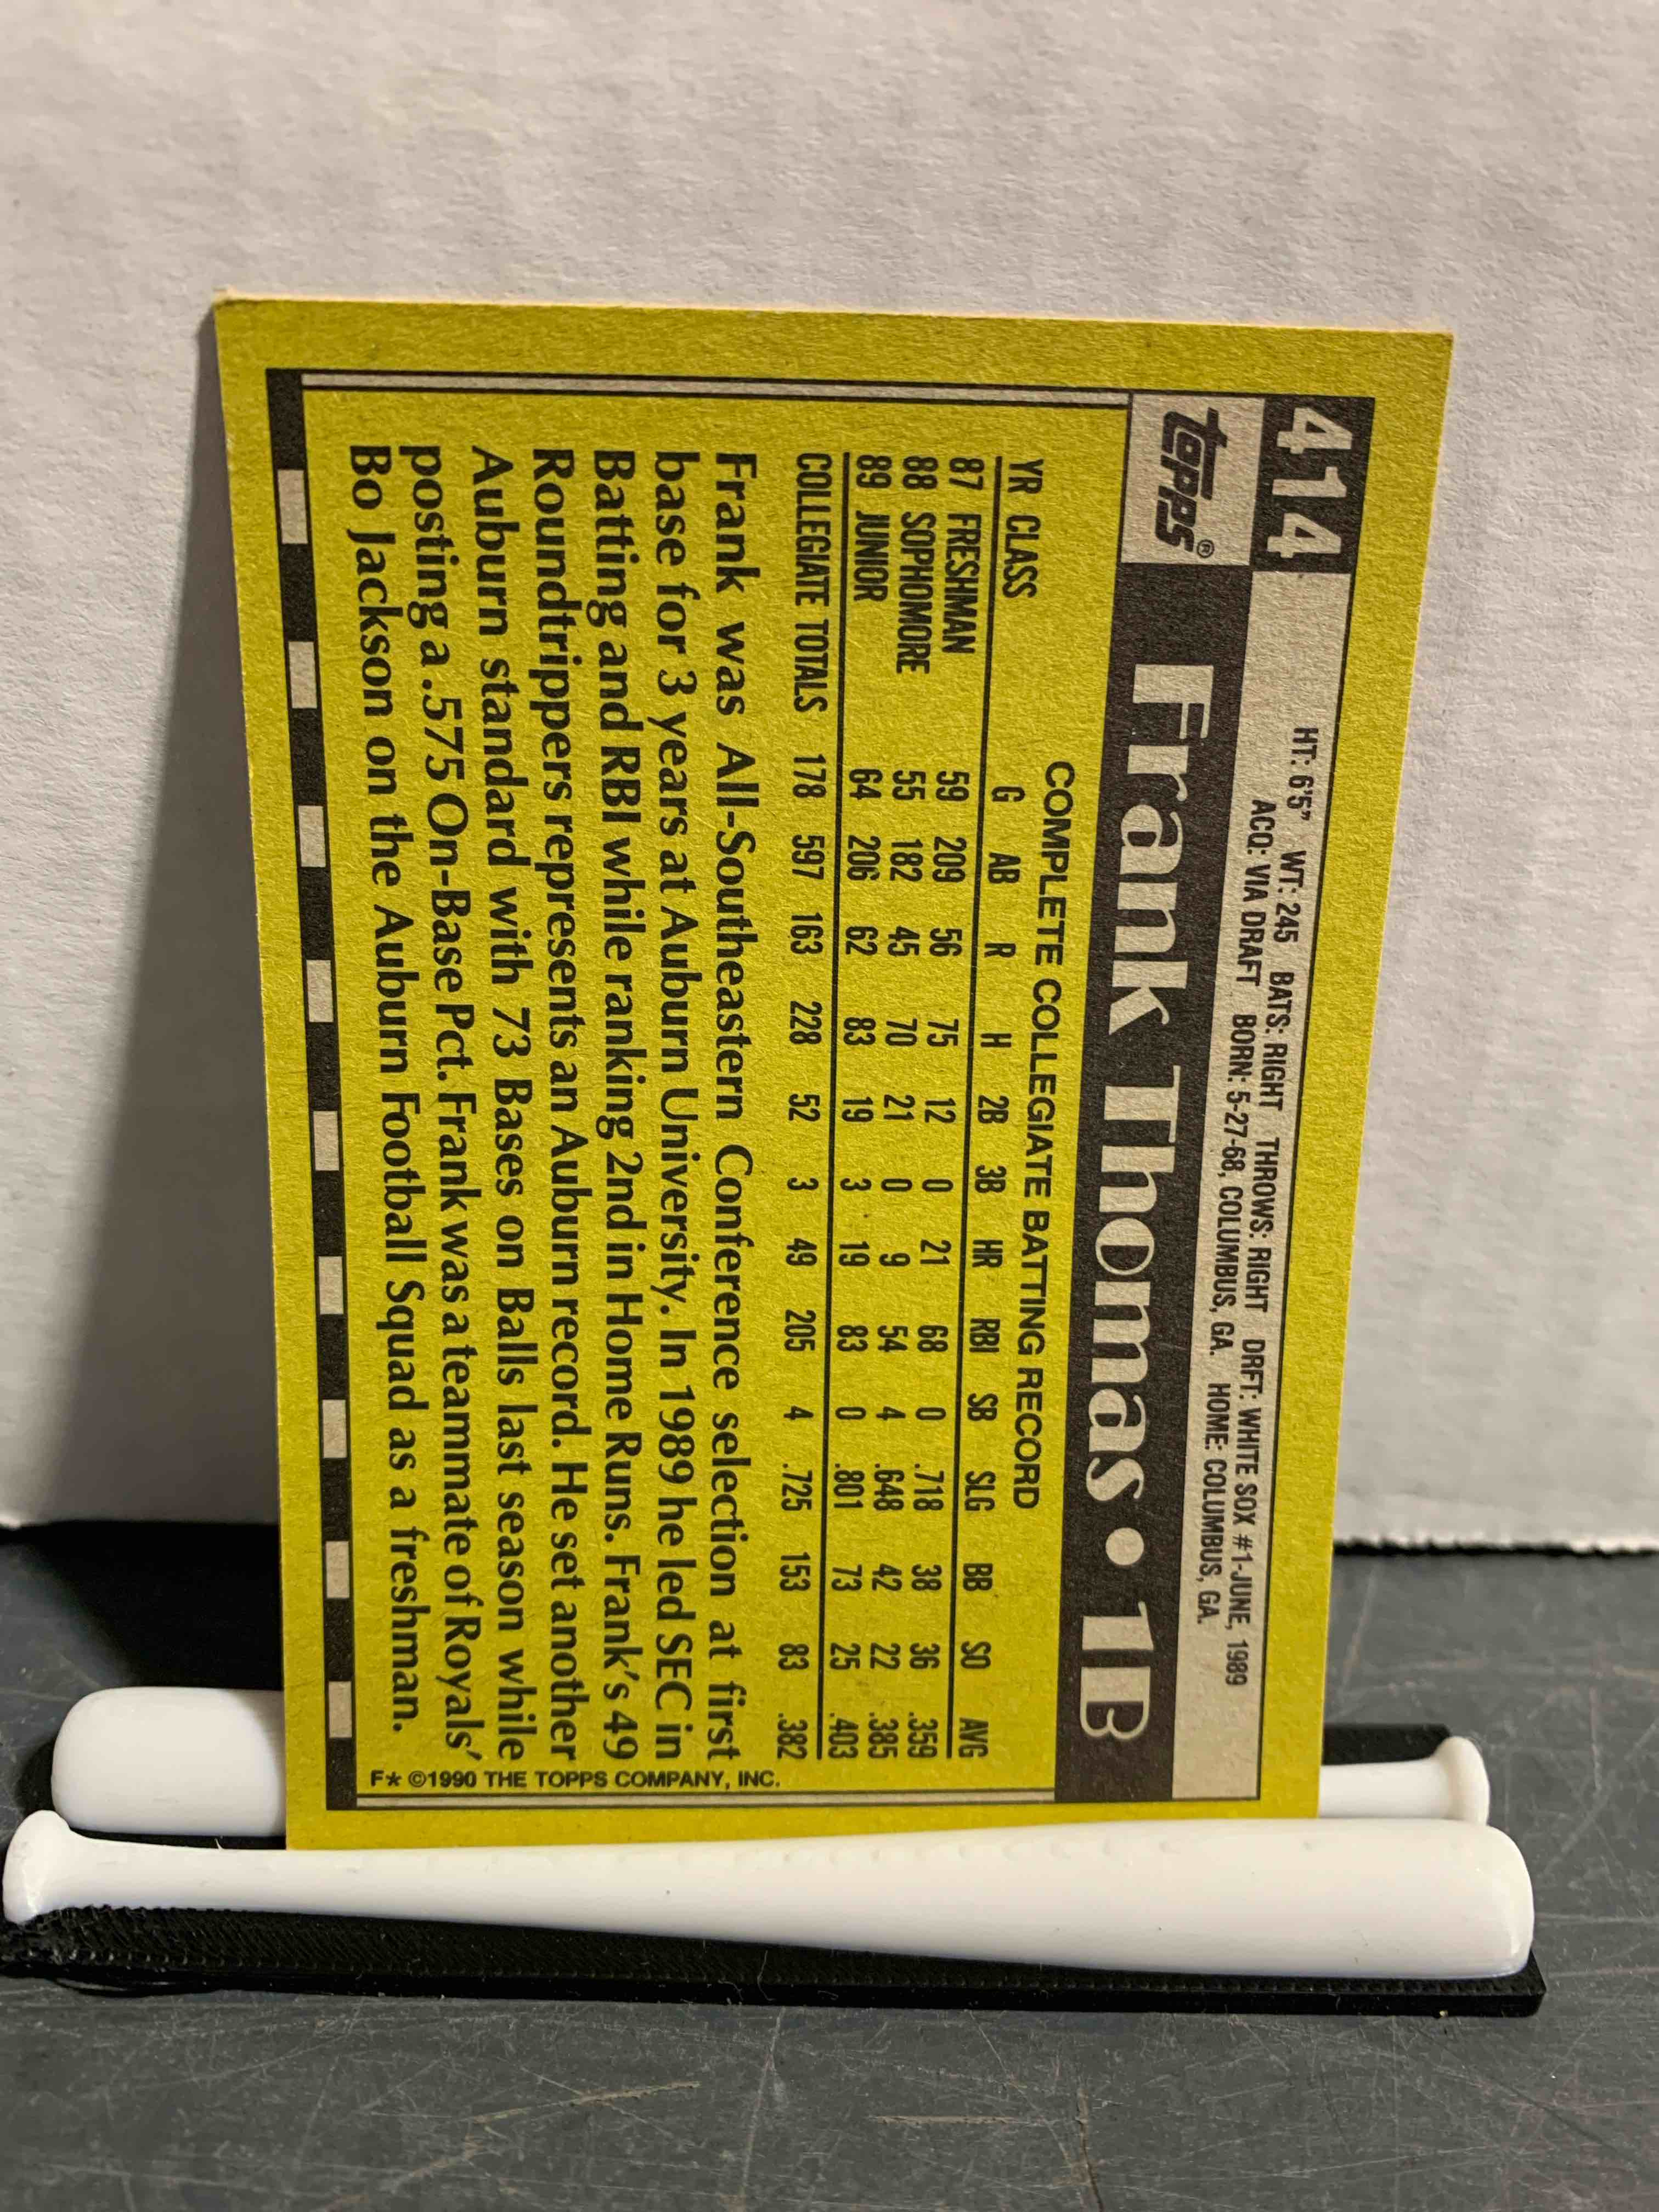 414
HT: 6'5" WT: 245 BATS: RIGHT THROWS: RIGHT DRFT: WHITE SOX #1-JUNE, 1989
ACQ: VIA DRAFT BORN: 5-27-68, COLUMBUS, GA. HOME: COLUMBUS, GA.
topps®
Frank Thomas • 1B
COMPLETE COLLEGIATE BATTING RECORD
YR CLASS G AB R H 2B 3B HR RBI SB SLG BB SO AVG
87 FRESHMAN 59 209 56 75 12 0 21 68 0 .718 38 36 .359
88 SOPHOMORE 55 182 45 70 21 0 9 54 4 .648 42 22 .385
89 JUNIOR 64 206 62 83 19 3 19 83 0 .801 73 25 .403
COLLEGIATE TOTALS 178 597 163 228 52 3 49 205 4 .725 153 83 .382
Frank was All-Southeastern Conference selection at first
base for 3 years at Auburn University. In 1989 he led SEC in
Batting and RBI while ranking 2nd in Home Runs. Frank's 49
Roundtrippers represents an Auburn record. He set another
Auburn standard with 73 Bases on Balls last season while
posting a .575 On-Base Pct. Frank was a teammate of Royals'
Bo Jackson on the Auburn Football Squad as a freshman.
F* ©1990 THE TOPPS COMPANY, INC.